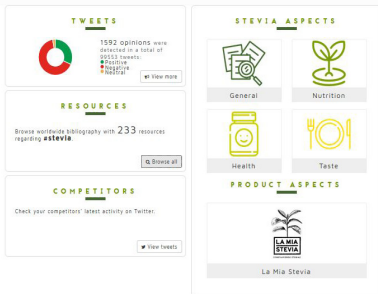 TWEETS
1592 opinions were
detected in a total of
99553 tweets:
Positive
Negative
Neutral
View more
RESOURCES
Browse worldwide bibliography with 233 resources
regarding #stevia.
Browse all
COMPETITORS
Check your competitors' latest activity on Twitter.
View tweets
STEVIA ASPECTS
General
Nutrition
Health
Taste
PRODUCT ASPECTS
LA MIA
STEVIA
La Mia Stevia